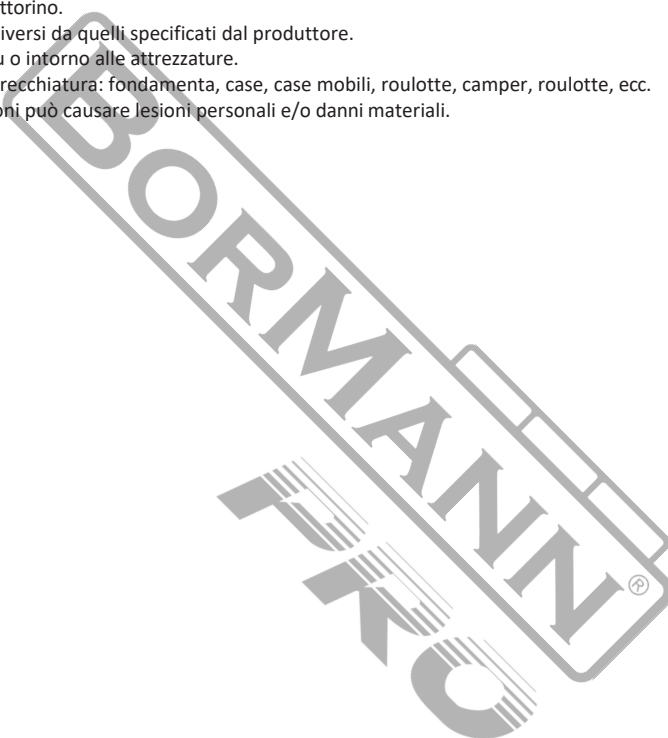 ttorino.
iversi da quelli specificati dal produttore.
u o intorno alle attrezzature.
recchiatura: fondamenta, case, case mobili, roulotte, camper, roulotte, ecc.
oni può causare lesioni personali e/o danni materiali.
BORMANN®
PRO